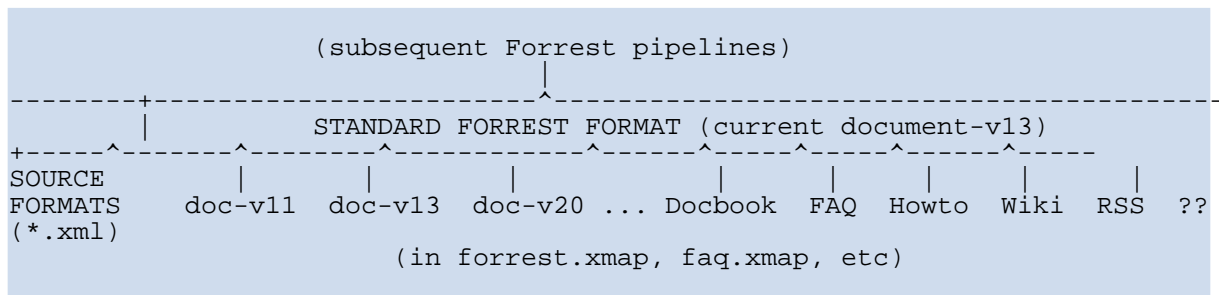 (subsequent Forrest pipelines)
|
--------+------------------------^------------------------------------------
| STANDARD FORREST FORMAT (current document-v13)
+-----^-------^--------^------------^------^-----^-----^------^-----
SOURCE | | | | | | | |
FORMATS doc-v11 doc-v13 doc-v20 ... Docbook FAQ Howto Wiki RSS ??
(*.xml)
(in forrest.xmap, faq.xmap, etc)